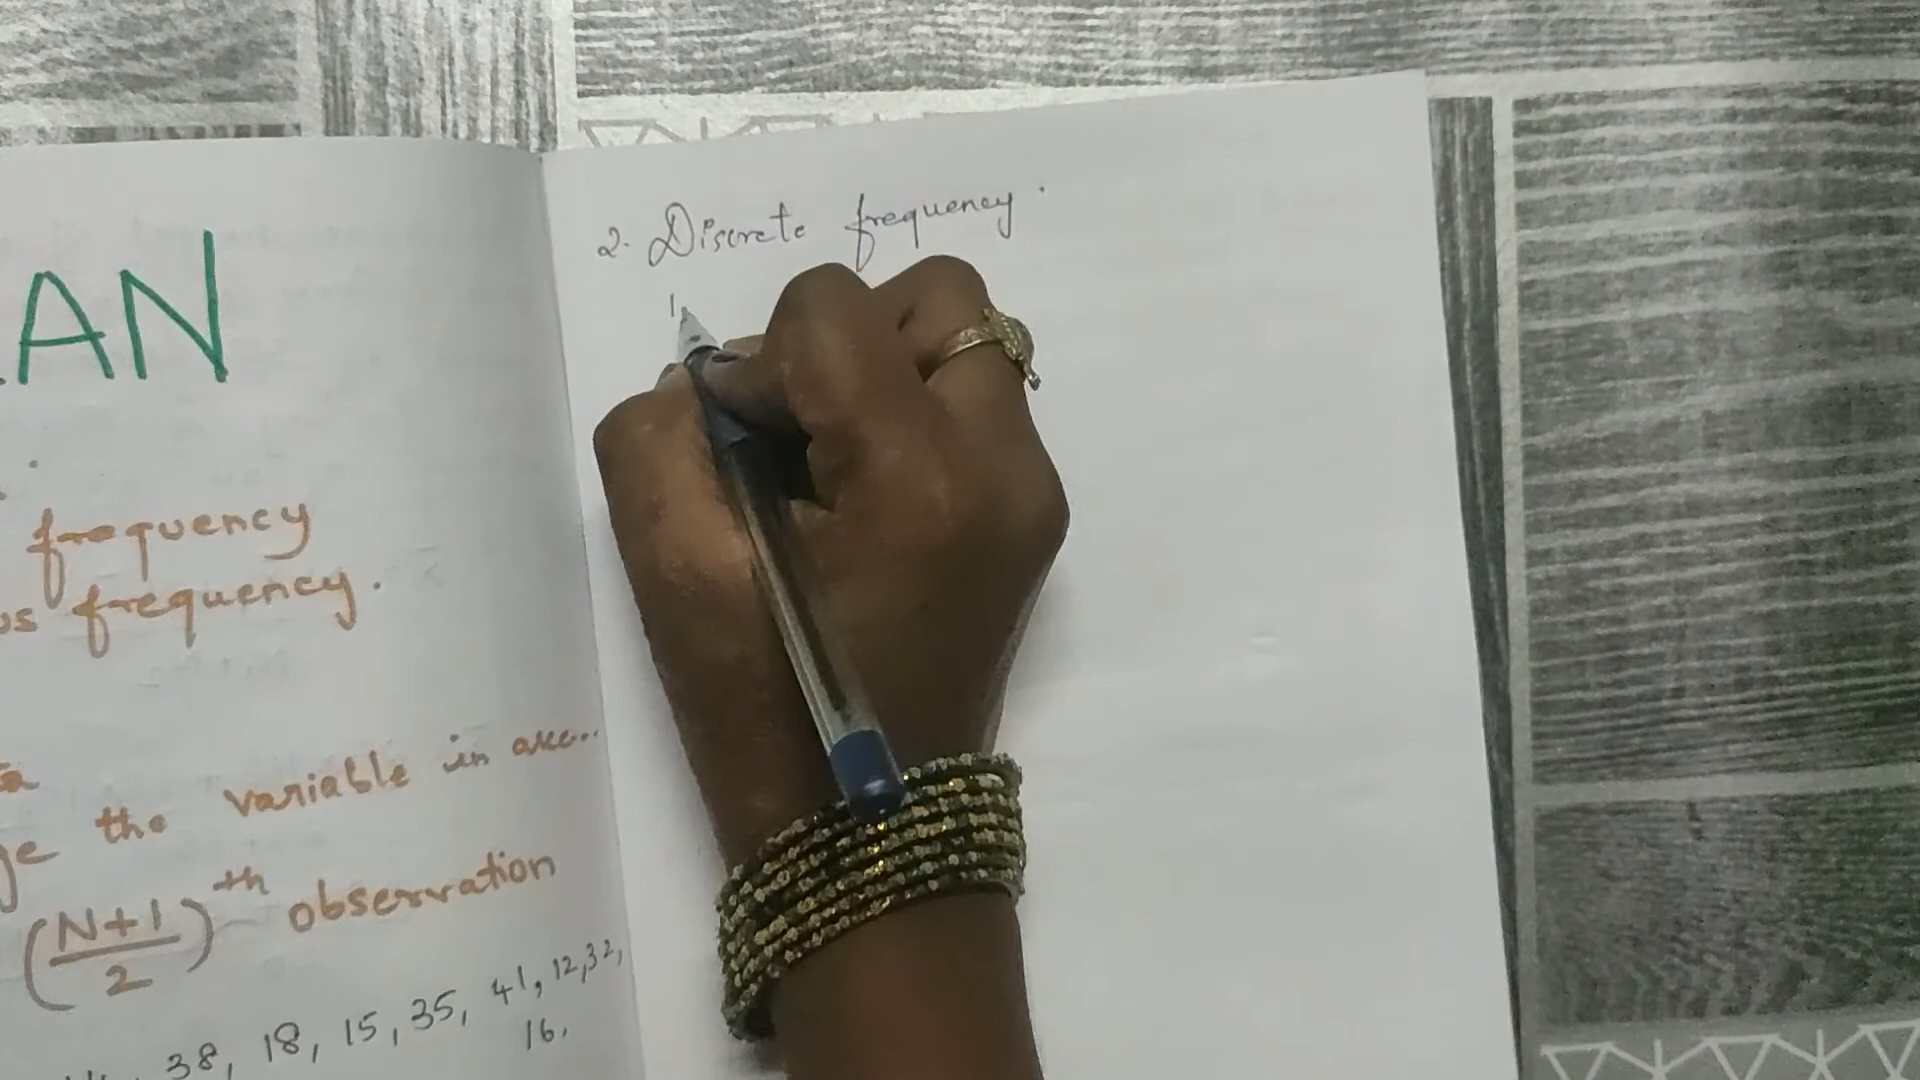 AN
frequency
us frequency.
the variable in asc..
(N+1/2)th observation
38, 18, 15, 35, 41, 12, 32,
16.
2. Discrete frequency.